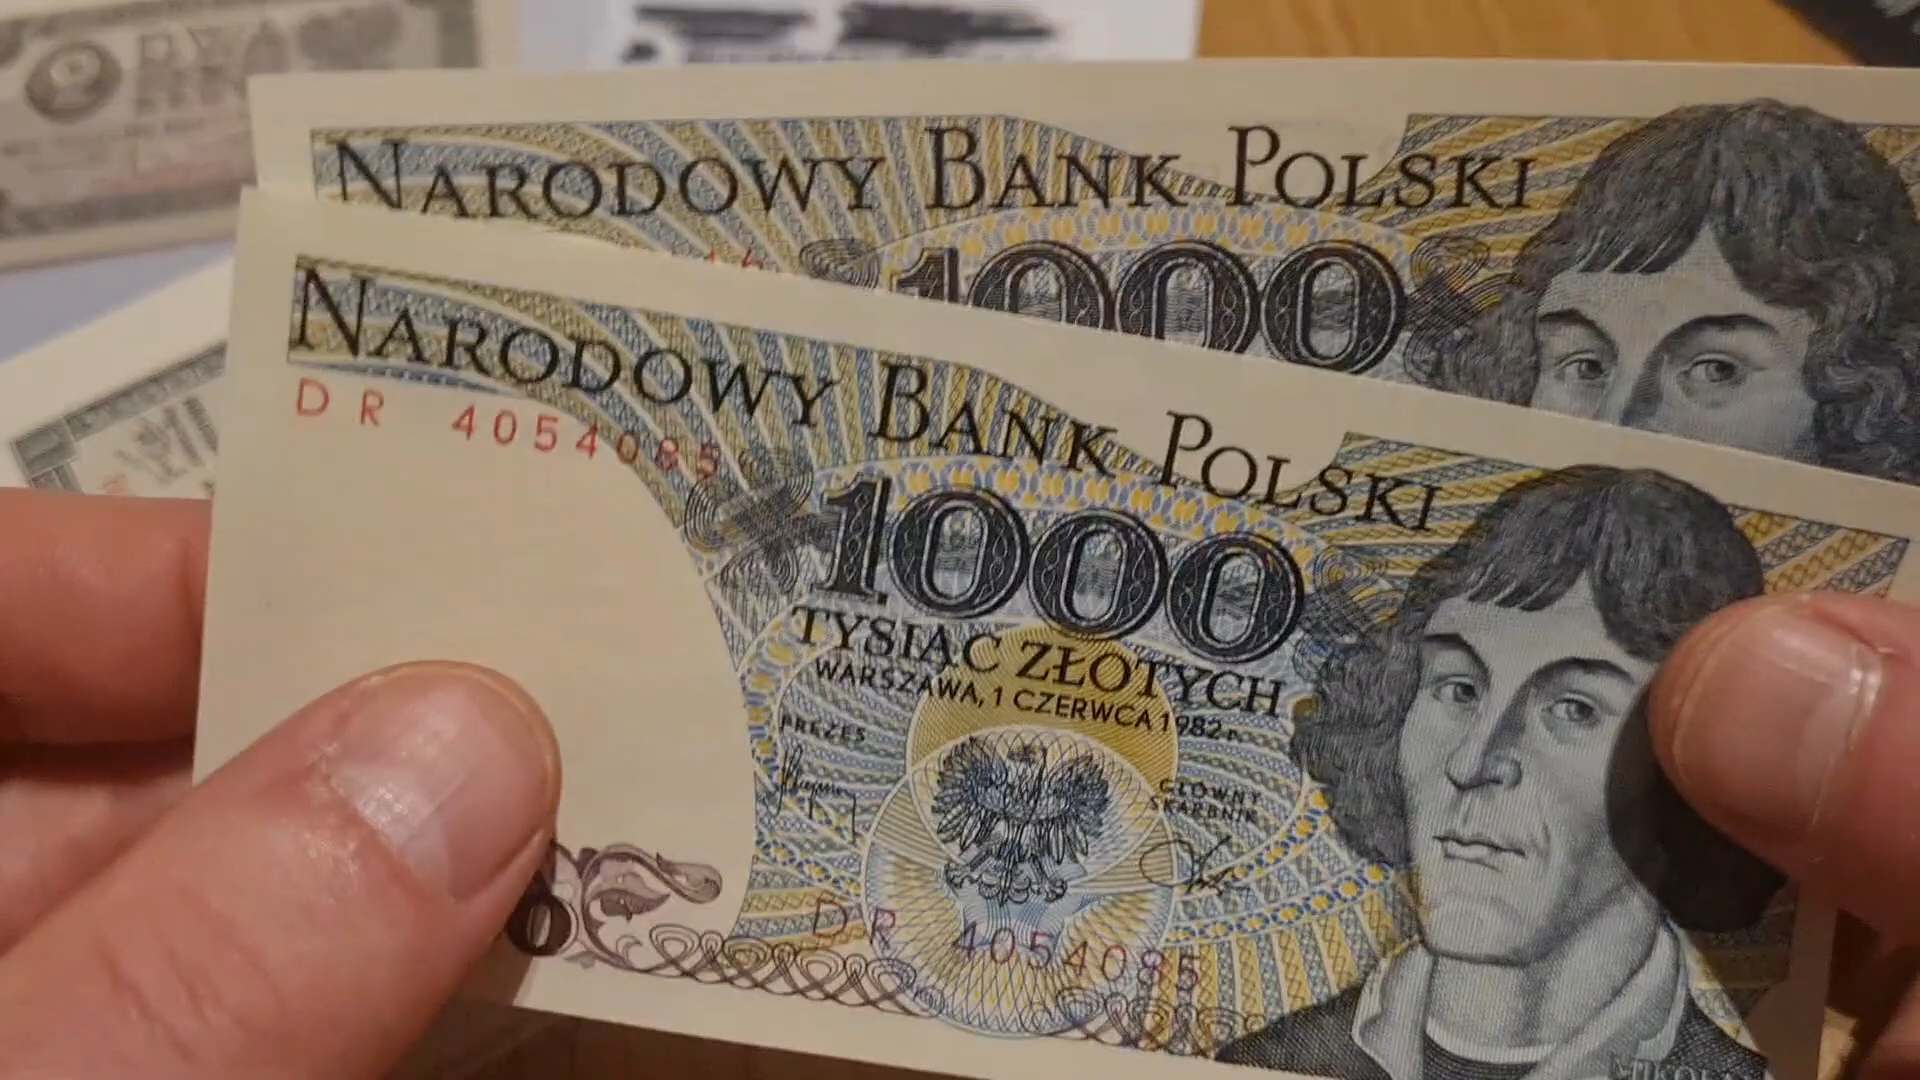 NARODOWY BANK POLSKI
1000
NARODOWY BANK POLSKI
DR 4054085
1000
TYSIĄC ZŁOTYCH
WARSZAWA, 1 CZERWCA 1982 r.
PREZES
GŁÓWNY
SKARBNIK
DR 4054085